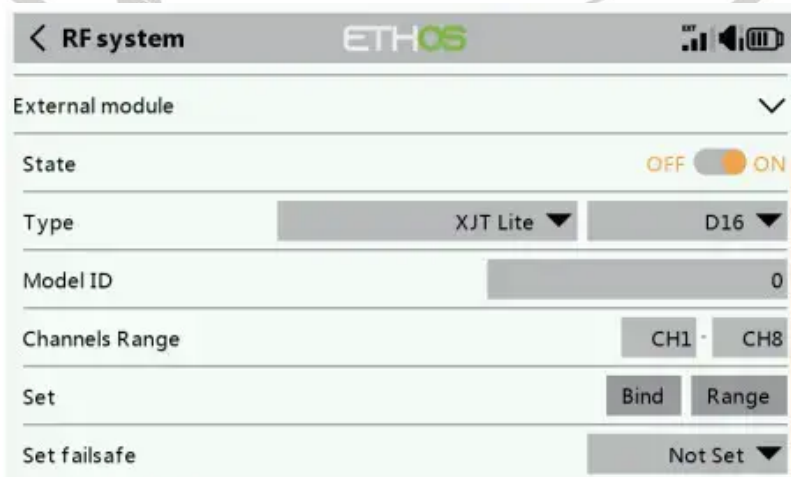 < RF system ETHOS EXT
External module
State OFF ON
Type XJT Lite D16
Model ID 0
Channels Range CH1 - CH8
Set Bind Range
Set failsafe Not Set